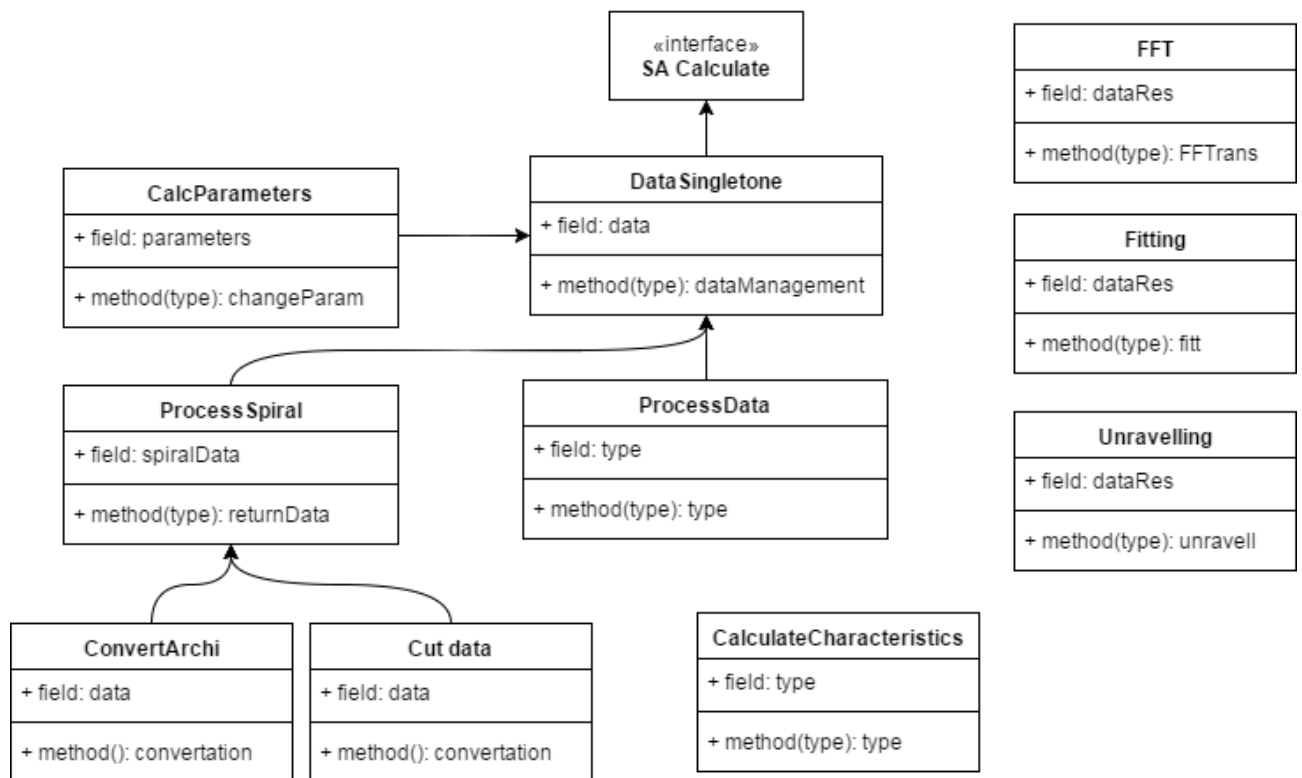 «interface»
SA Calculate
FFT
+ field: dataRes
+ method(type): FFTrans
CalcParameters
+ field: parameters
+ method(type): changeParam
DataSingletone
+ field: data
+ method(type): dataManagement
Fitting
+ field: dataRes
+ method(type): fitt
ProcessSpiral
+ field: spiralData
+ method(type): returnData
ProcessData
+ field: type
+ method(type): type
Unravelling
+ field: dataRes
+ method(type): unravell
ConvertArchi
+ field: data
+ method(): convertation
Cut data
+ field: data
+ method(): convertation
CalculateCharacteristics
+ field: type
+ method(type): type